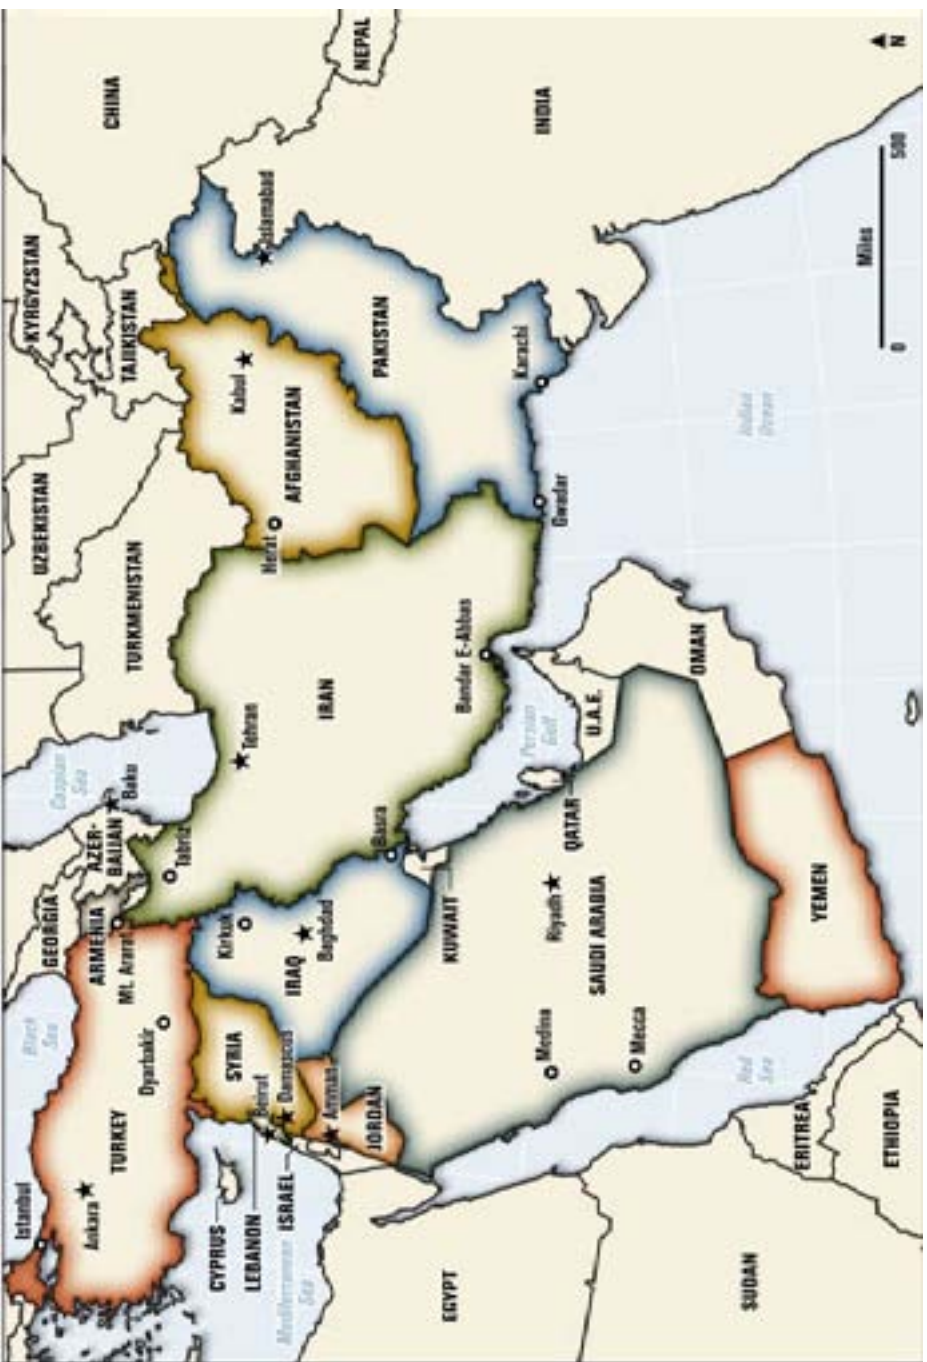 Istanbul
Black
Sea
GEORGIA
Caspian
Sea
UZBEKISTAN
KYRGYZSTAN
CHINA
Ankara
TURKEY
ARMENIA
Mt. Ararat
AZER-
BAIJAN
Baku
TURKMENISTAN
TAJIKISTAN
Dyarbakir
Tabriz
CYPRUS
SYRIA
Kirkuk
Tehran
Kabul
Islamabad
LEBANON
Beirut
Herat
AFGHANISTAN
ISRAEL
Damascus
Mediterranean
Sea
IRAQ
Baghdad
IRAN
Amman
JORDAN
Basra
PAKISTAN
NEPAL
EGYPT
KUWAIT
Bandar E-Abbas
Karachi
INDIA
Medina
Riyadh
Persian
Gulf
Gwadar
QATAR
SAUDI ARABIA
U.A.E.
Mecca
OMAN
SUDAN
Red
Sea
Indian
Ocean
ERITREA
YEMEN
ETHIOPIA
Miles
0 500
N